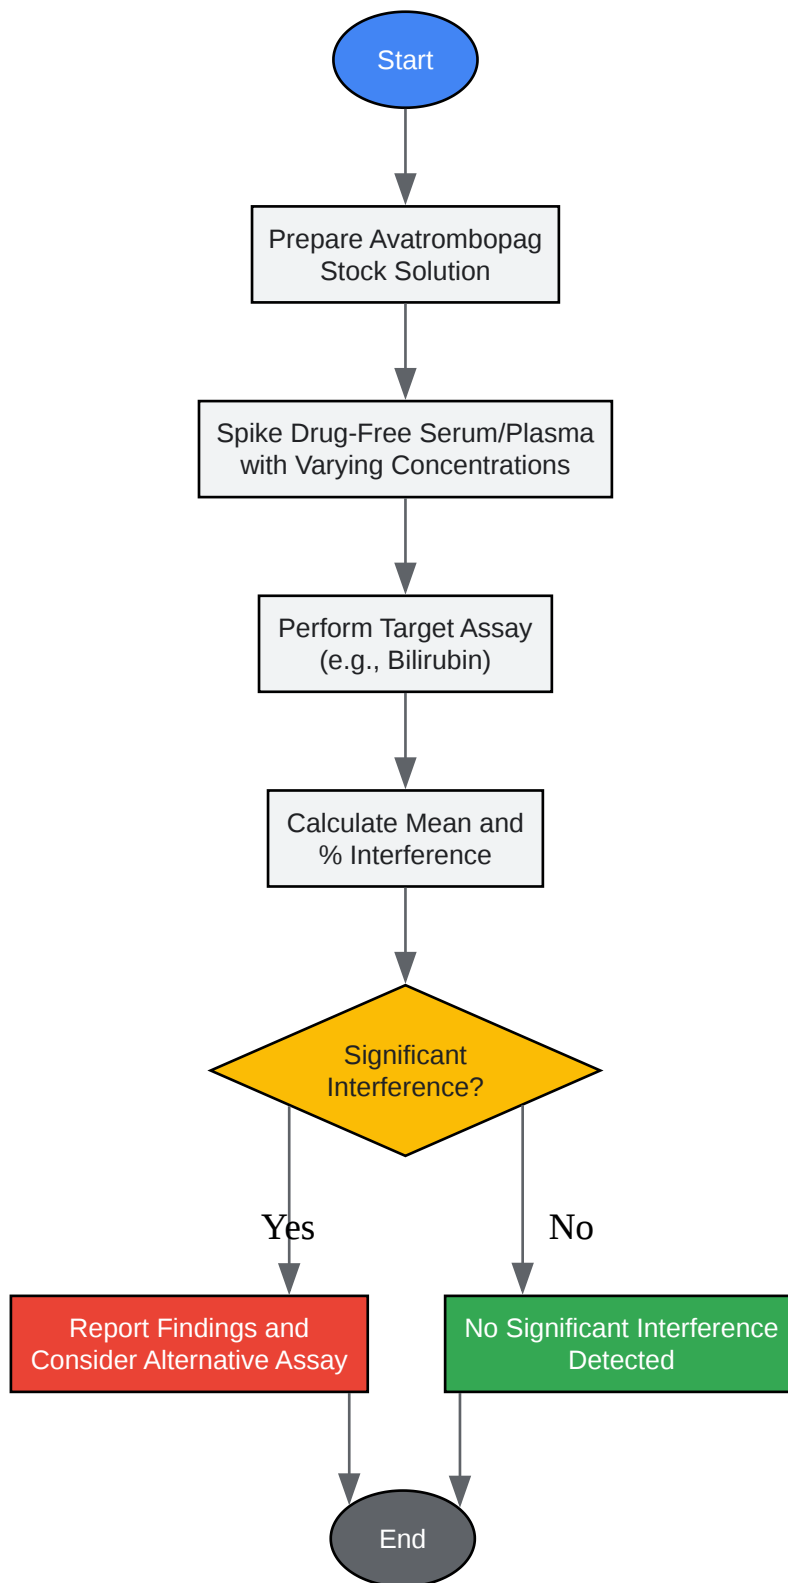 Start
Prepare Avatrombopag
Stock Solution
Spike Drug-Free Serum/Plasma
with Varying Concentrations
Perform Target Assay
(e.g., Bilirubin)
Calculate Mean and
% Interference
Significant
Interference?
Yes
No
Report Findings and
Consider Alternative Assay
No Significant Interference
Detected
End